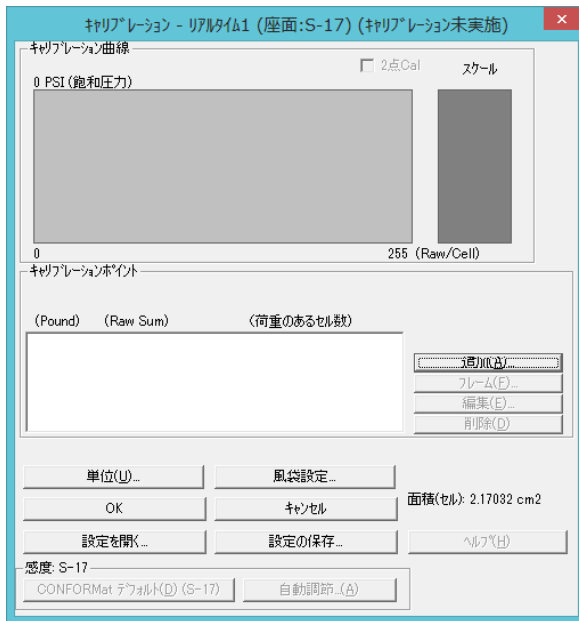 ｷｬﾘﾌﾞﾚｰｼｮﾝ - ﾘｱﾙﾀｲﾑ1 (座面:S-17) (ｷｬﾘﾌﾞﾚｰｼｮﾝ未実施)
ｷｬﾘﾌﾞﾚｰｼｮﾝ曲線
2点Cal
ｽｹｰﾙ
0 PSI (飽和圧力)
0
255 (Raw/Cell)
ｷｬﾘﾌﾞﾚｰｼｮﾝﾎﾟｲﾝﾄ
(Pound) (Raw Sum) (荷重のあるセル数)
追加(A)...
フレーム(F)...
編集(E)...
削除(D)
単位(U)...
風袋設定...
OK
ｷｬﾝｾﾙ
面積(セル): 2.17032 cm2
設定を開く...
設定の保存...
ﾍﾙﾌﾟ(H)
感度: S-17
CONFORMat ﾃﾞﾌｫﾙﾄ(D) (S-17)
自動調節...(A)